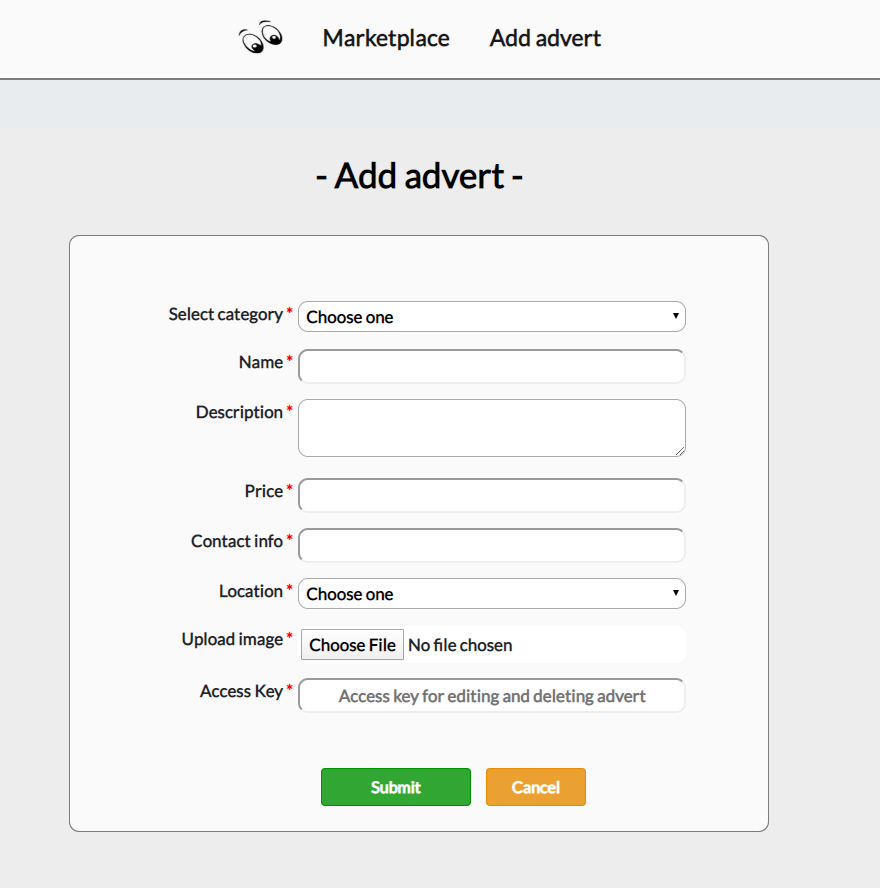 Marketplace Add advert
- Add advert -
Select category * Choose one
Name *
Description *
Price *
Contact info *
Location * Choose one
Upload image * Choose File No file chosen
Access Key * Access key for editing and deleting advert
Submit Cancel